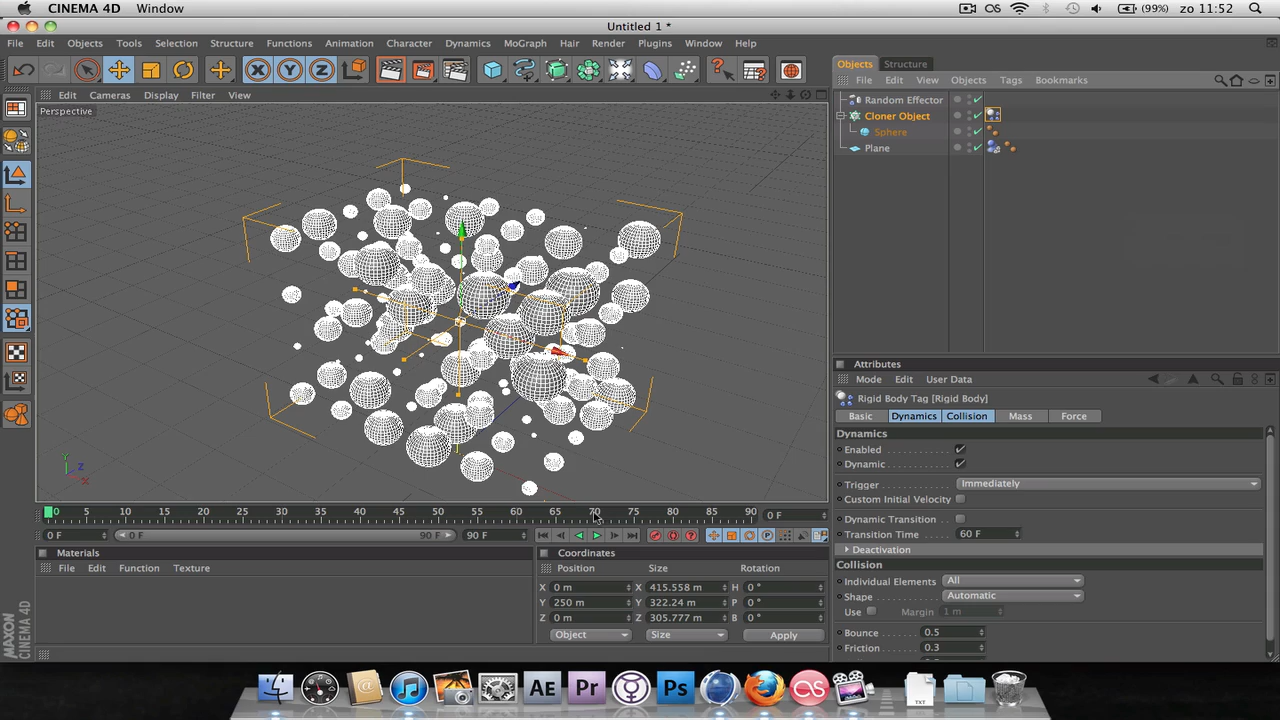 CINEMA 4D Window (99%) zo 11:52
Untitled 1 *
File Edit Objects Tools Selection Structure Functions Animation Character Dynamics MoGraph Hair Render Plugins Window Help
X Y Z
Objects Structure
File Edit View Objects Tags Bookmarks
Edit Cameras Display Filter View
Perspective
Random Effector
Cloner Object
Sphere
Plane
Attributes
Mode Edit User Data
Rigid Body Tag [Rigid Body]
Basic Dynamics Collision Mass Force
Dynamics
Enabled
Dynamic
Trigger Immediately
Custom Initial Velocity
Dynamic Transition
Transition Time 60 F
Deactivation
Collision
Individual Elements All
Shape Automatic
Use Margin 1 m
Bounce 0.5
Friction 0.3
Y Z X
0 5 10 15 20 25 30 35 40 45 50 55 60 65 70 75 80 85 90 0 F
0 F 0 F 90 F 90 F
Materials
File Edit Function Texture
Coordinates
Position Size Rotation
X 0 m X 415.558 m H 0 °
Y 250 m Y 322.24 m P 0 °
Z 0 m Z 305.777 m B 0 °
Object Size Apply
MAXON
CINEMA 4D
AE Pr Ps TXT